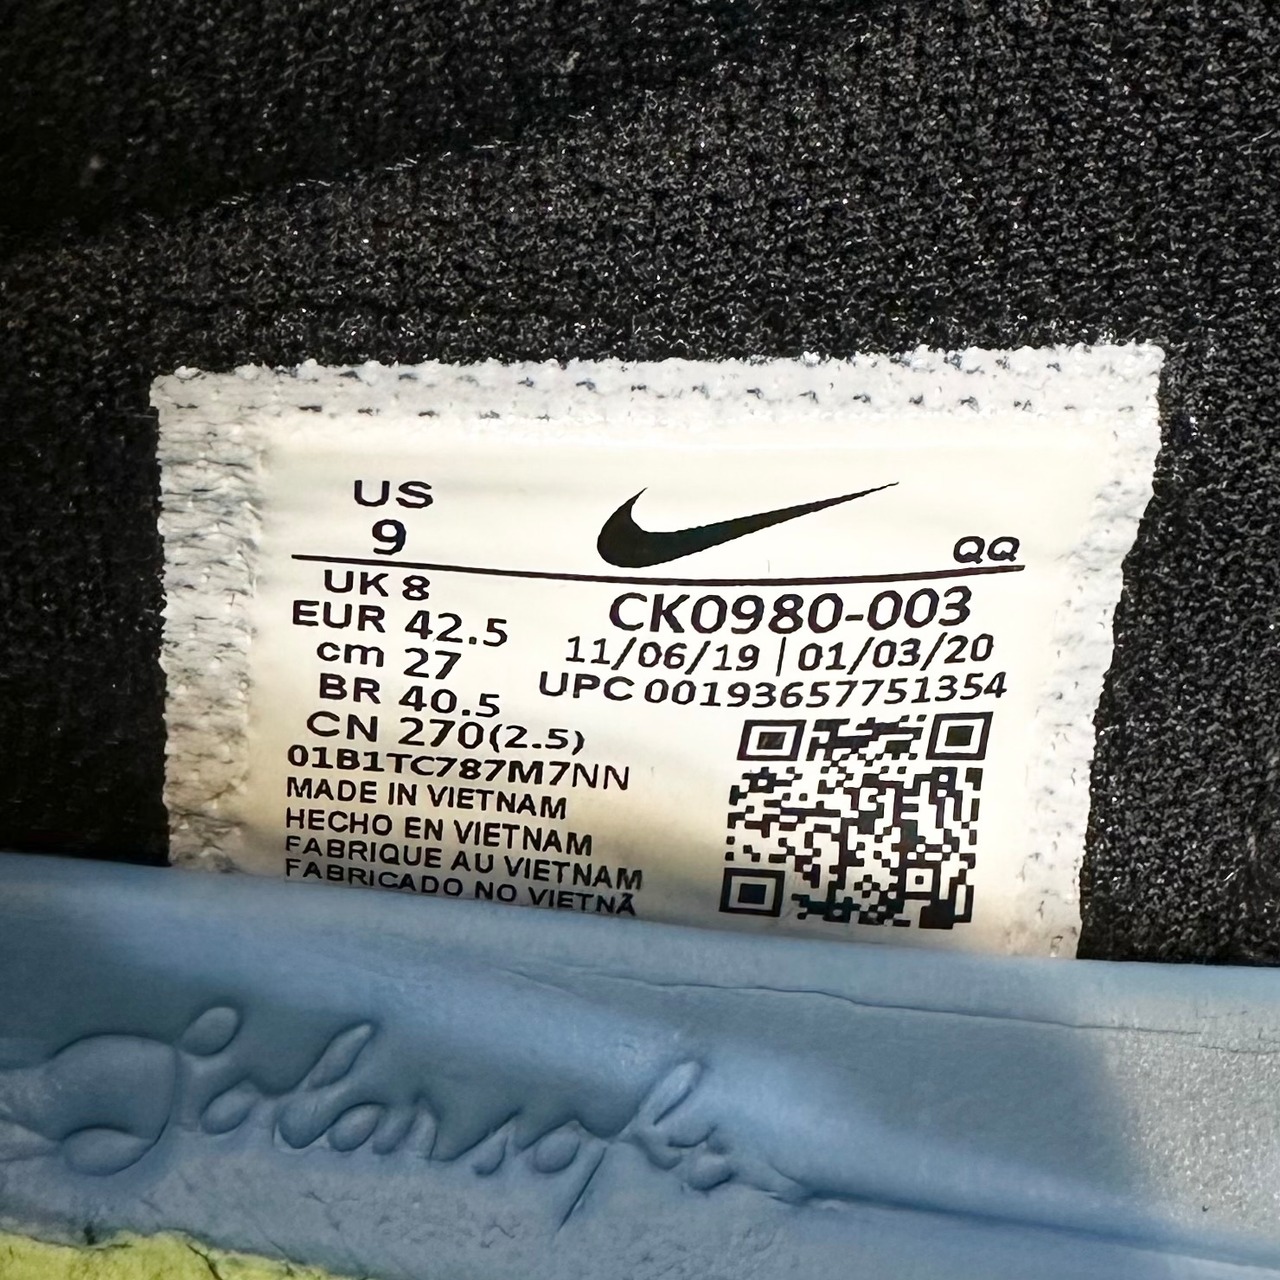 US
9
QQ
UK 8
EUR 42.5
cm 27
BR 40.5
CN 270(2.5)
CK0980-003
11/06/19 | 01/03/20
UPC 00193657751354
01B1TC787M7NN
MADE IN VIETNAM
HECHO EN VIETNAM
FABRIQUE AU VIETNAM
FABRICADO NO VIETNÃ